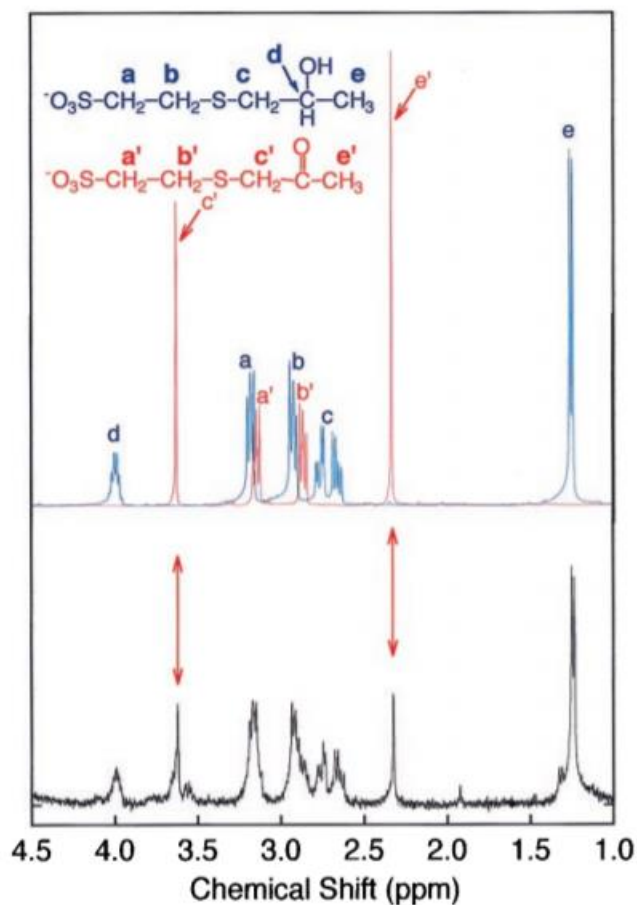 d OH
a b c e
⁻O₃S–CH₂–CH₂–S–CH₂–C–CH₃
H
O
a' b' c' e'
⁻O₃S–CH₂–CH₂–S–CH₂–C–CH₃
c'
e'
e
a
b
a'
b'
c
d
4.5 4.0 3.5 3.0 2.5 2.0 1.5 1.0
Chemical Shift (ppm)